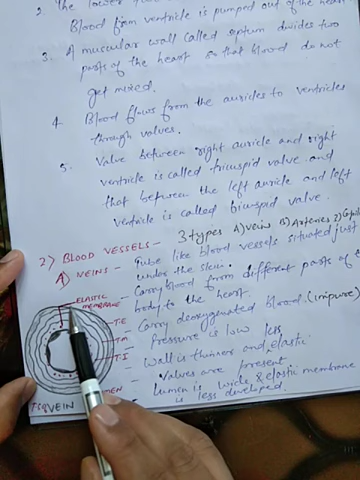 2. The lower
Blood from ventricle is pumped out of the heart
3. A muscular wall called septum divides two
parts of the heart so that blood do not
get mixed.
4. Blood flows from the auricles to ventricles
through valves.
5. Valve between right auricle and right
ventricle is called tricuspid valve and
that between the left auricle and left
ventricle is called bicuspid valve.
2) BLOOD VESSELS - 3 types A) vein B) Arteries
A) VEINS - Tube like blood vessels situated just
under the skin.
- Carry blood from different parts of
body to the heart.
- Carry deoxygenated blood. (impure)
- Pressure is low
- Wall is thinner and less elastic
- Valves are present
- Lumen is wide & elastic membrane
is less developed.
ELASTIC
MEMBRANE
T.E
T.M
T.I
VEIN